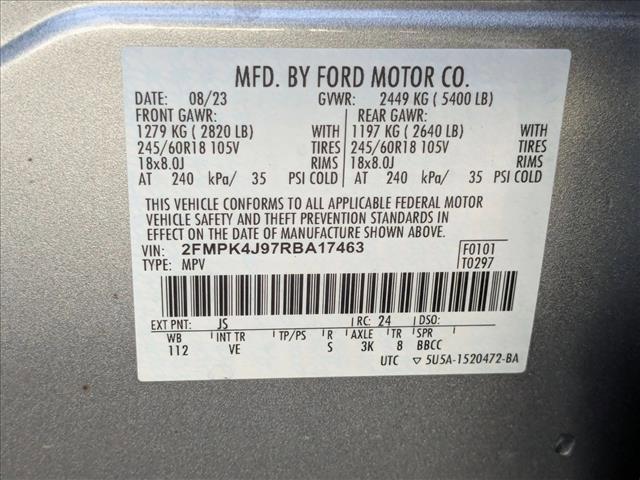 MFD. BY FORD MOTOR CO.
DATE: 08/23 GVWR: 2449 KG ( 5400 LB)
FRONT GAWR: REAR GAWR:
1279 KG ( 2820 LB) WITH 1197 KG ( 2640 LB) WITH
245/60R18 105V TIRES 245/60R18 105V TIRES
18x8.0J RIMS 18x8.0J RIMS
AT 240 kPa/ 35 PSI COLD AT 240 kPa/ 35 PSI COLD
THIS VEHICLE CONFORMS TO ALL APPLICABLE FEDERAL MOTOR
VEHICLE SAFETY AND THEFT PREVENTION STANDARDS IN
EFFECT ON THE DATE OF MANUFACTURE SHOWN ABOVE.
VIN: 2FMPK4J97RBA17463 F0101
TYPE: MPV T0297
EXT PNT: JS RC: 24 DSO:
WB INT TR TP/PS R AXLE TR SPR
112 VE S 3K 8 BBCC
UTC ▽ 5U5A-1520472-BA